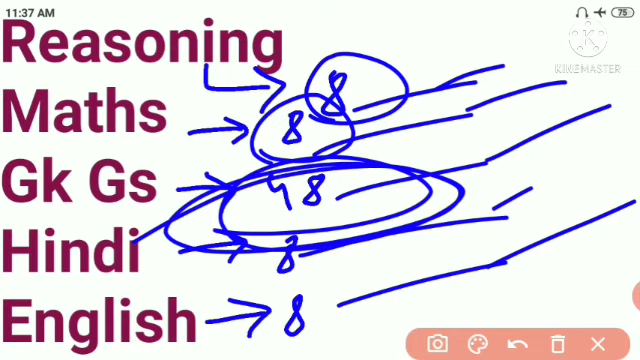 11:37 AM 75
K
KINEMASTER
Reasoning 8
Maths 8
Gk Gs 48
Hindi 8
English 8